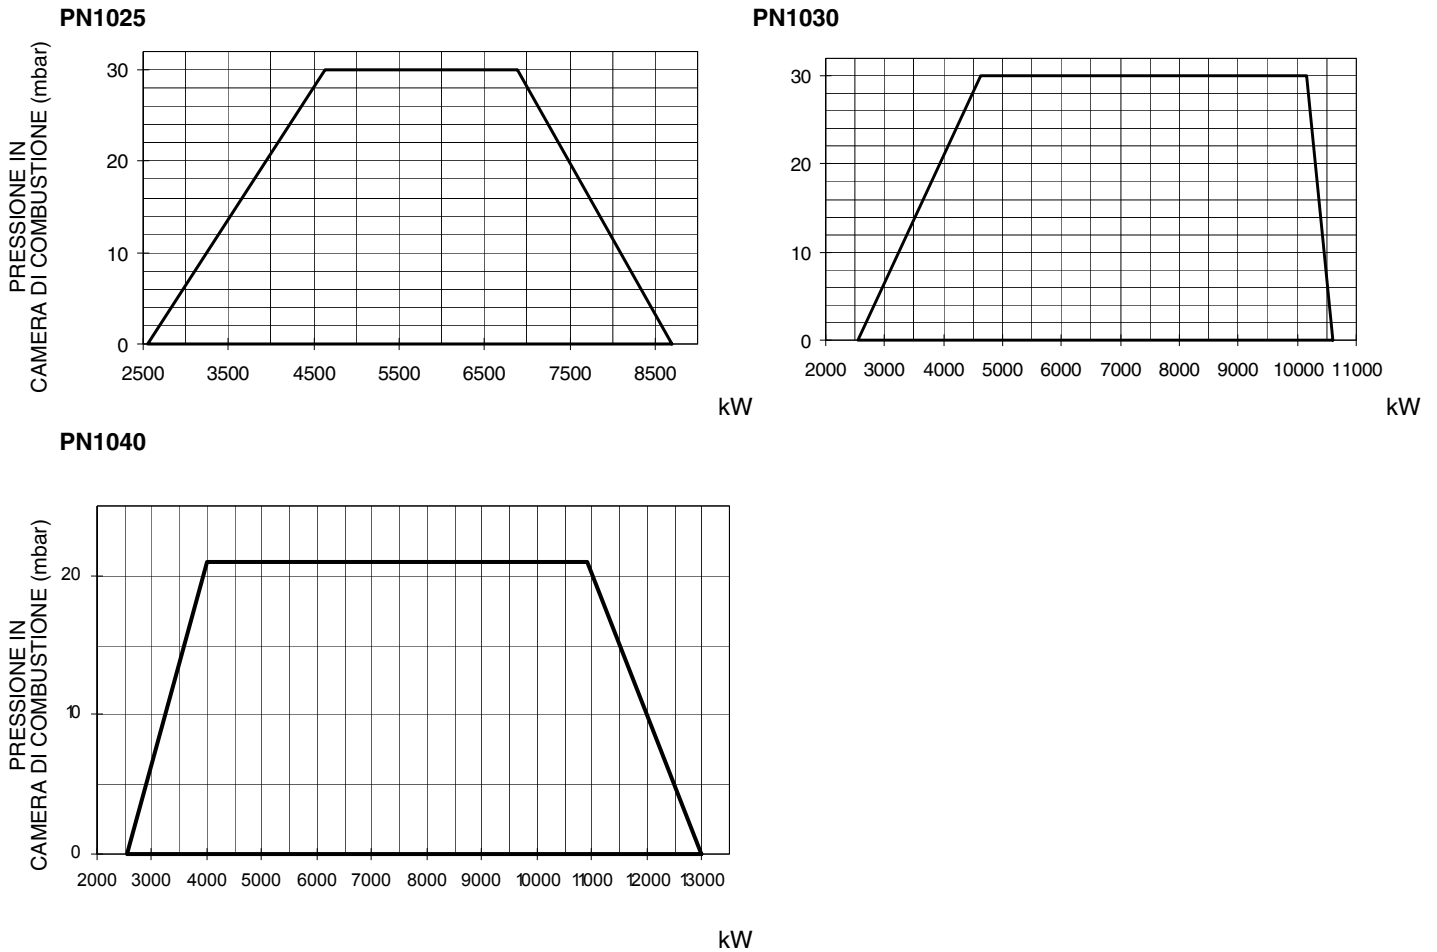 PN1025
PRESSIONE IN
CAMERA DI COMBUSTIONE (mbar)
30
20
10
0
2500 3500 4500 5500 6500 7500 8500
kW
PN1030
30
20
10
0
2000 3000 4000 5000 6000 7000 8000 9000 10000 11000
kW
PN1040
PRESSIONE IN
CAMERA DI COMBUSTIONE (mbar)
20
10
0
2000 3000 4000 5000 6000 7000 8000 9000 10000 11000 12000 13000
kW